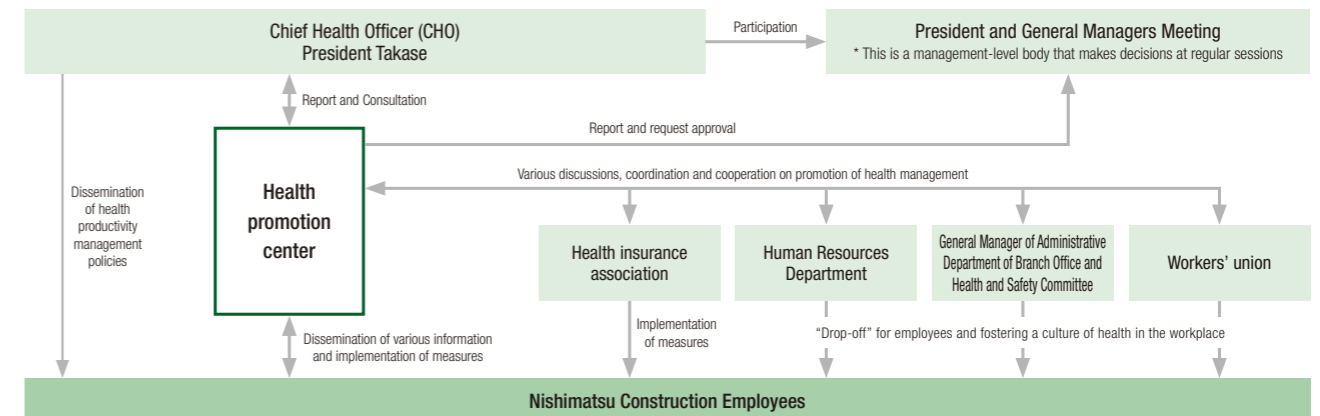 Chief Health Officer (CHO)
President Takase
Participation
President and General Managers Meeting
* This is a management-level body that makes decisions at regular sessions
Report and Consultation
Report and request approval
Dissemination
of health
productivity
management
policies
Health
promotion
center
Various discussions, coordination and cooperation on promotion of health management
Health insurance
association
Human Resources
Department
General Manager of Administrative
Department of Branch Office and
Health and Safety Committee
Workers’ union
Dissemination of various information
and implementation of measures
Implementation
of measures
“Drop-off” for employees and fostering a culture of health in the workplace
Nishimatsu Construction Employees